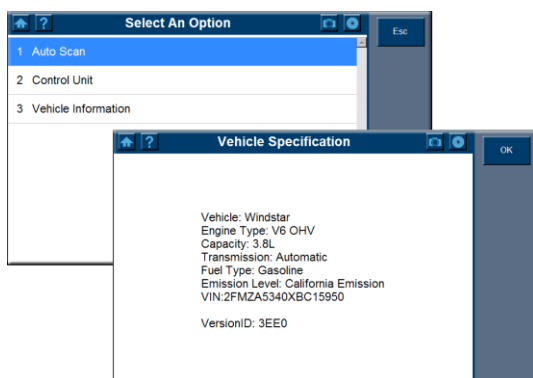 Select An Option
Esc
1 Auto Scan
2 Control Unit
3 Vehicle Information
Vehicle Specification
OK
Vehicle: Windstar
Engine Type: V6 OHV
Capacity: 3.8L
Transmission: Automatic
Fuel Type: Gasoline
Emission Level: California Emission
VIN:2FMZA5340XBC15950
VersionID: 3EE0